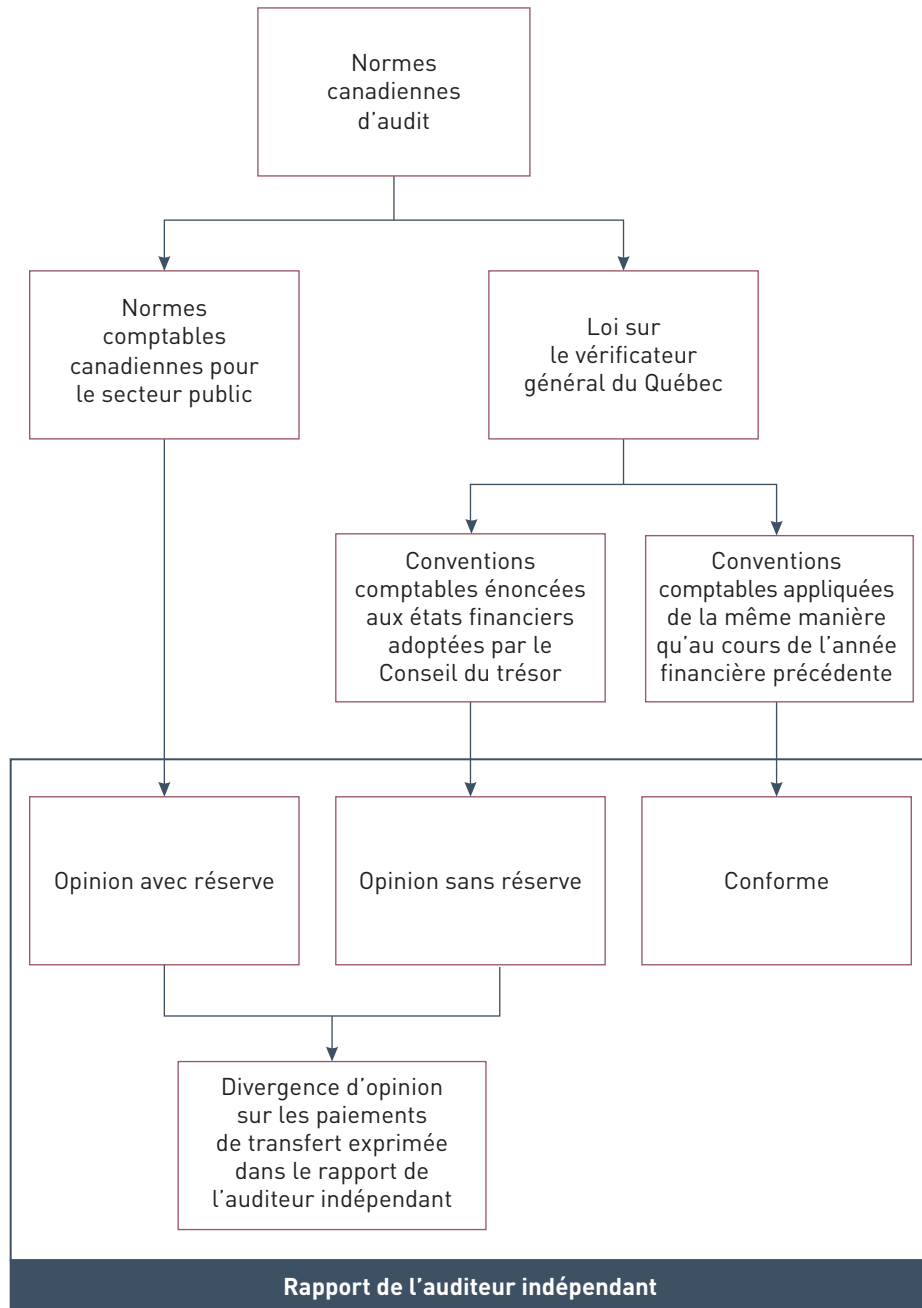 Normes
canadiennes
d’audit
Normes
comptables
canadiennes pour
le secteur public
Loi sur
le vérificateur
général du Québec
Conventions
comptables énoncées
aux états financiers
adoptées par le
Conseil du trésor
Conventions
comptables appliquées
de la même manière
qu’au cours de l’année
financière précédente
Opinion avec réserve
Opinion sans réserve
Conforme
Divergence d’opinion
sur les paiements
de transfert exprimée
dans le rapport de
l’auditeur indépendant
Rapport de l’auditeur indépendant